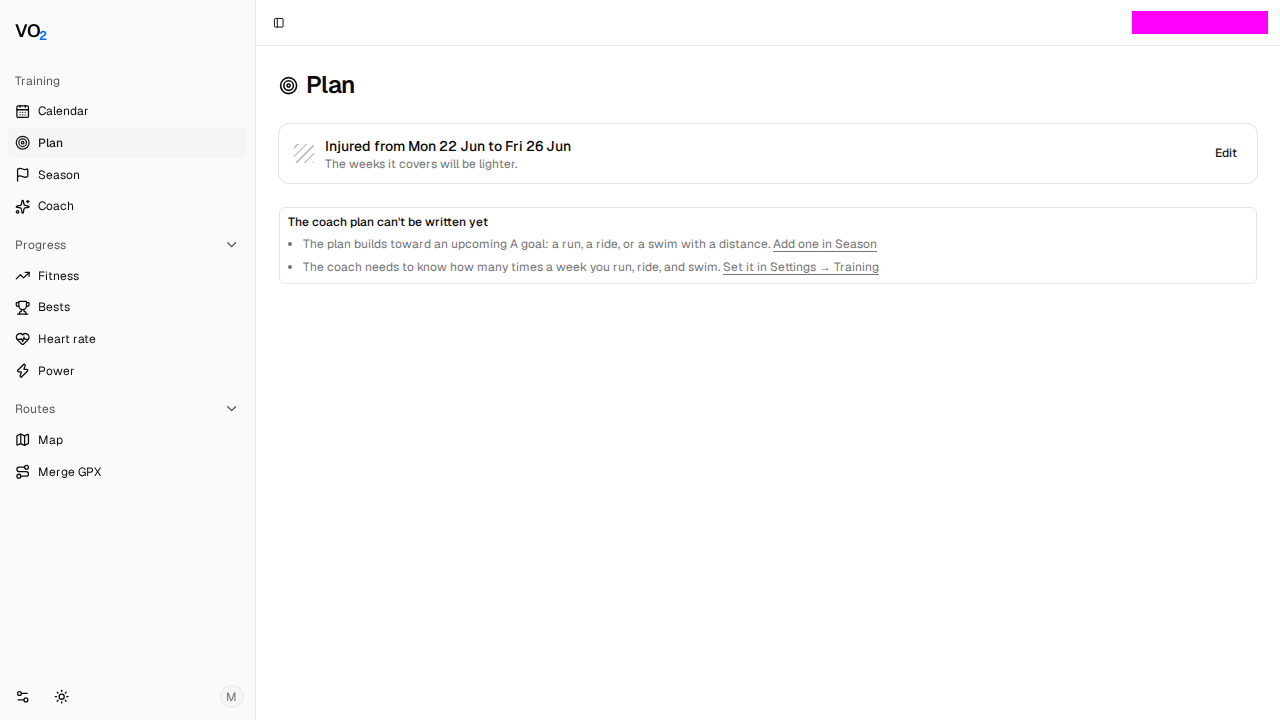 VO2
Training
Calendar
Plan
Season
Coach
Progress
Fitness
Bests
Heart rate
Power
Routes
Map
Merge GPX
M
Plan
Injured from Mon 22 Jun to Fri 26 Jun
The weeks it covers will be lighter.
Edit
The coach plan can't be written yet
• The plan builds toward an upcoming A goal: a run, a ride, or a swim with a distance. Add one in Season
• The coach needs to know how many times a week you run, ride, and swim. Set it in Settings → Training